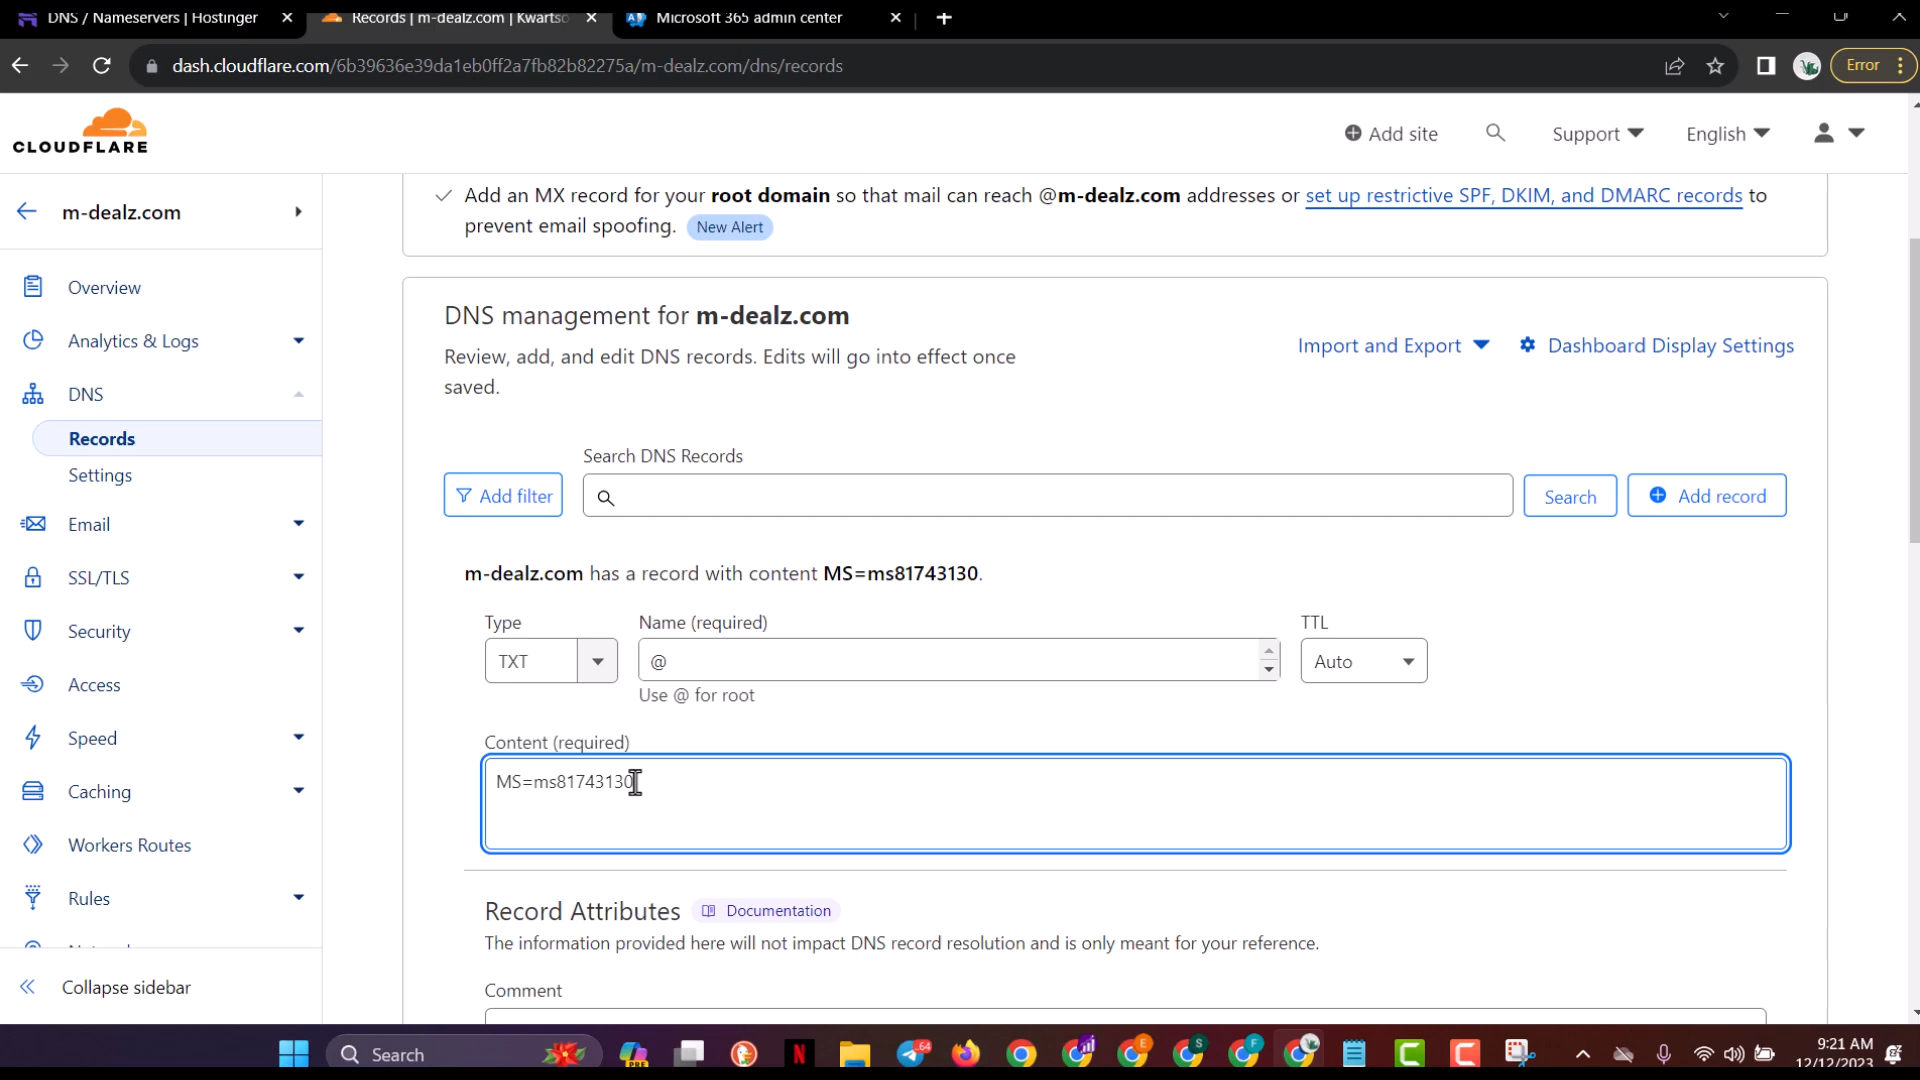 DNS / Nameservers | Hostinger
Records | m-dealz.com | Kwartso
Microsoft 365 admin center
dash.cloudflare.com/6b39636e39da1eb0ff2a7fb82b82275a/m-dealz.com/dns/records
Error
CLOUDFLARE
Add site
Support
English
m-dealz.com
Overview
Analytics & Logs
DNS
Records
Settings
Email
SSL/TLS
Security
Access
Speed
Caching
Workers Routes
Rules
Collapse sidebar
Add an MX record for your root domain so that mail can reach @m-dealz.com addresses or set up restrictive SPF, DKIM, and DMARC records to
prevent email spoofing. New Alert
DNS management for m-dealz.com
Review, add, and edit DNS records. Edits will go into effect once
saved.
Import and Export
Dashboard Display Settings
Search DNS Records
Add filter
Search
Add record
m-dealz.com has a record with content MS=ms81743130.
Type
Name (required)
TTL
TXT
@
Auto
Use @ for root
Content (required)
MS=ms81743130
Record Attributes
Documentation
The information provided here will not impact DNS record resolution and is only meant for your reference.
Comment
Search
PRE
64
E
S
F
9:21 AM
12/12/2023